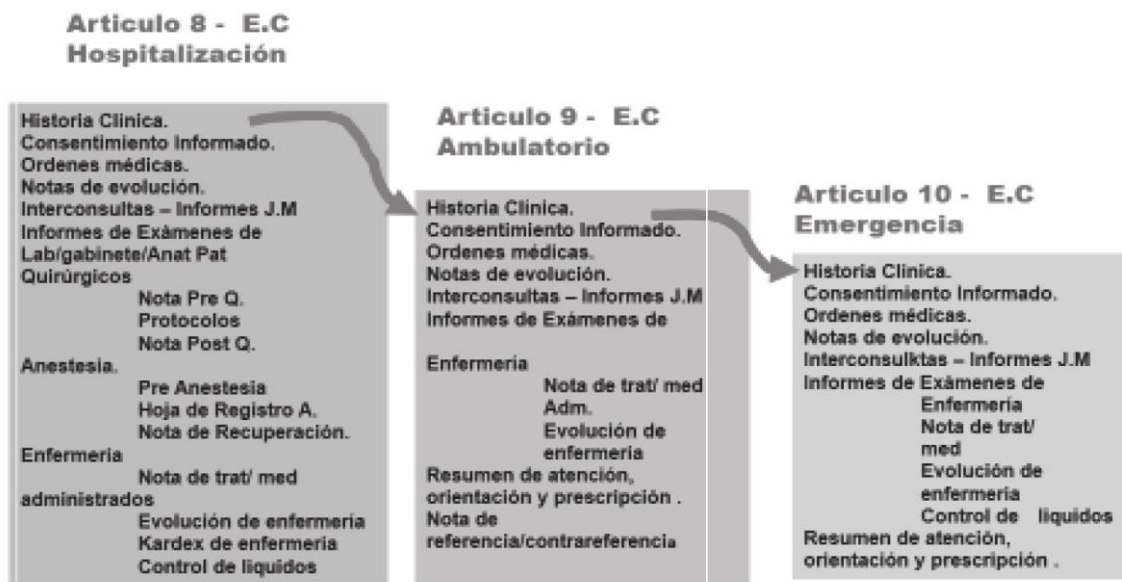 Articulo 8 - E.C
Hospitalización
Historia Clinica.
Consentimiento Informado.
Ordenes médicas.
Notas de evolución.
Interconsultas – Informes J.M
Informes de Exámenes de
Lab/gabinete/Anat Pat
Quirúrgicos
Nota Pre Q.
Protocolos
Nota Post Q.
Anestesia.
Pre Anestesia
Hoja de Registro A.
Nota de Recuperación.
Enfermeria
Nota de trat/ med
administrados
Evolución de enfermería
Kardex de enfermeria
Control de liquidos
Articulo 9 - E.C
Ambulatorio
Historia Clinica.
Consentimiento Informado.
Ordenes médicas.
Notas de evolución.
Interconsultas – Informes J.M
Informes de Exámenes de
Enfermería
Nota de trat/ med
Adm.
Evolución de
enfermeria
Resumen de atención,
orientación y prescripción .
Nota de
referencia/contrareferencia
Articulo 10 - E.C
Emergencia
Historia Clinica.
Consentimiento Informado.
Ordenes médicas.
Notas de evolución.
Interconsulktas – Informes J.M
Informes de Exàmenes de
Enfermería
Nota de trat/
med
Evolución de
enfermería
Control de liquidos
Resumen de atención,
orientación y prescripción .